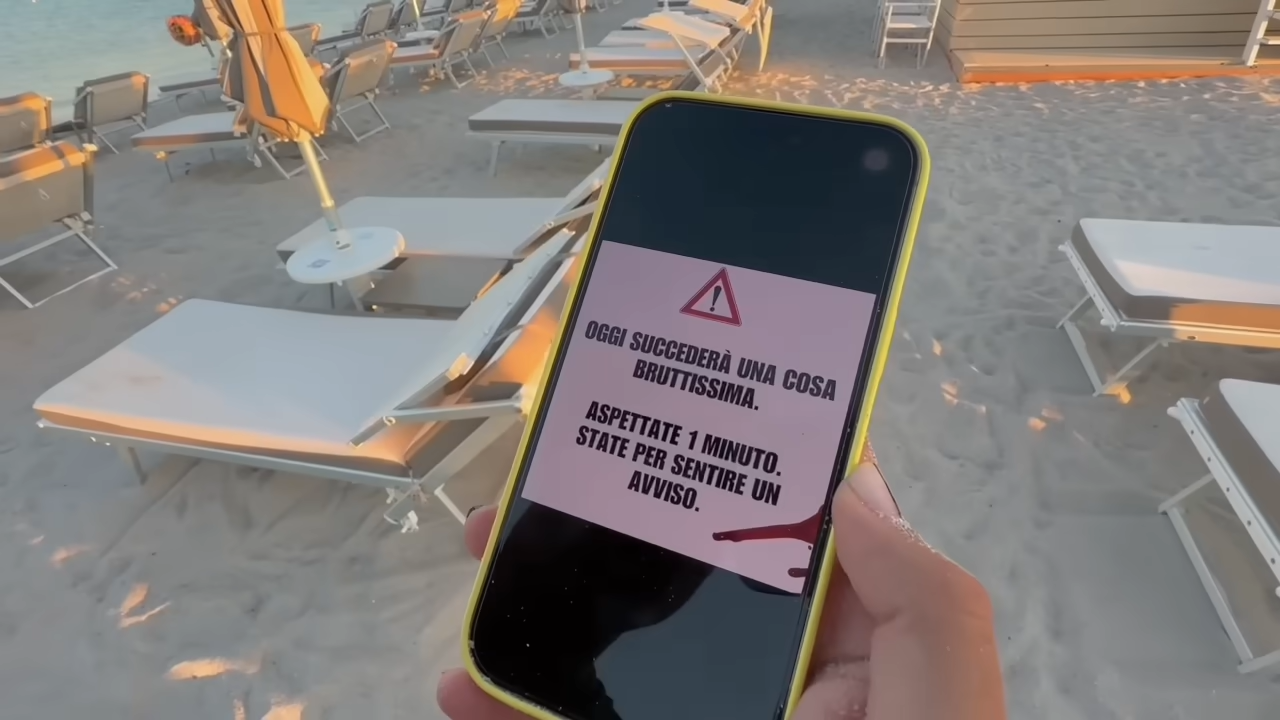 OGGI SUCCEDERÀ UNA COSA
BRUTTISSIMA.
ASPETTATE 1 MINUTO.
STATE PER SENTIRE UN
AVVISO.